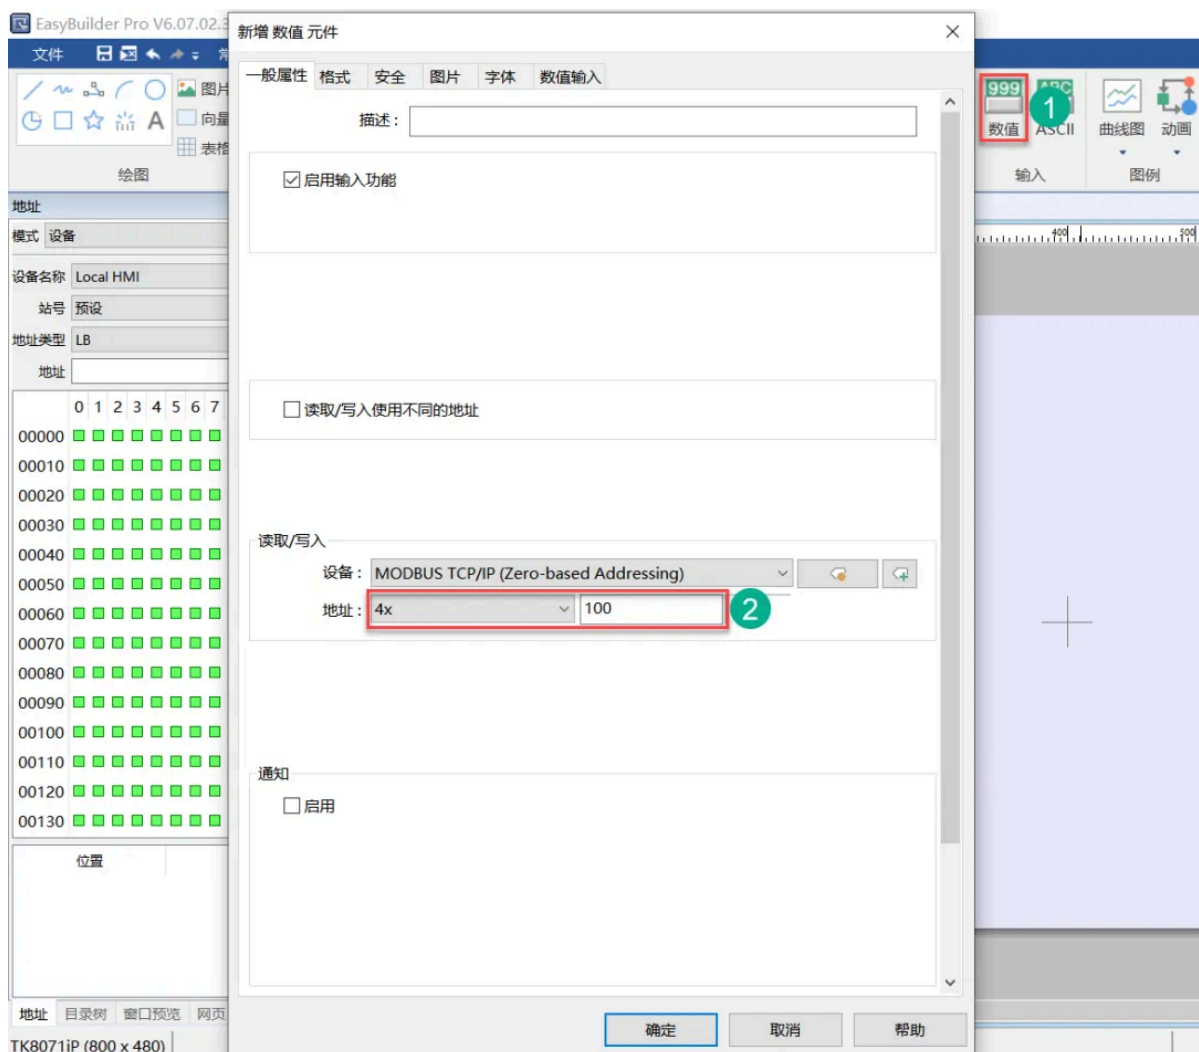 EasyBuilder Pro V6.07.02.3
文件
常
图片
向量
A
表格
绘图
地址
模式 设备
设备名称 Local HMI
站号 预设
地址类型 LB
地址
0 1 2 3 4 5 6 7
00000
00010
00020
00030
00040
00050
00060
00070
00080
00090
00100
00110
00120
00130
位置
地址 目录树 窗口预览 网页
TK8071iP (800 x 480)
新增 数值 元件
一般属性 格式 安全 图片 字体 数值输入
描述 :
启用输入功能
读取/写入使用不同的地址
读取/写入
设备 : MODBUS TCP/IP (Zero-based Addressing)
地址 : 4x 100 2
通知
启用
确定 取消 帮助
999 ABC 1
数值 ASCII 曲线图 动画
输入 图例
400 500